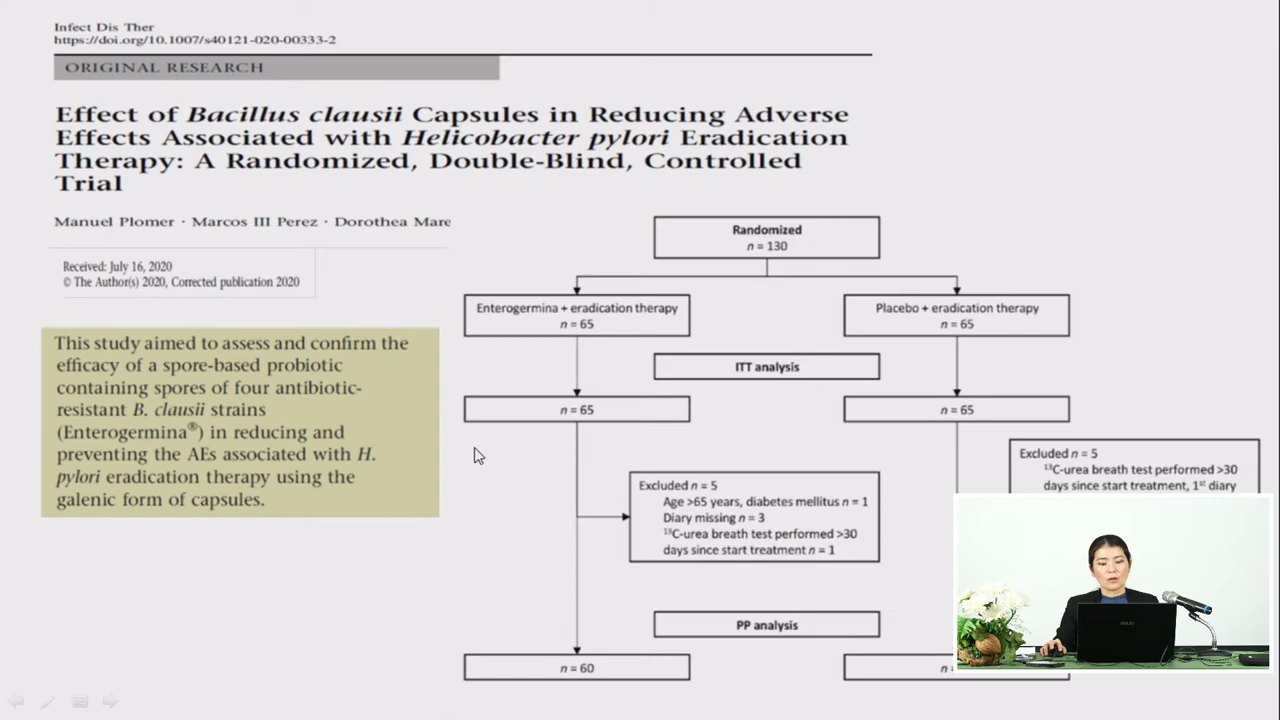 Infect Dis Ther
https://doi.org/10.1007/s40121-020-00333-2
ORIGINAL RESEARCH
Effect of Bacillus clausii Capsules in Reducing Adverse
Effects Associated with Helicobacter pylori Eradication
Therapy: A Randomized, Double-Blind, Controlled
Trial
Manuel Plomer · Marcos III Perez · Dorothea
Received: July 16, 2020
© The Author(s) 2020, Corrected publication 2020
This study aimed to assess and confirm the
efficacy of a spore-based probiotic
containing spores of four antibiotic-
resistant B. clausii strains
(Enterogermina®) in reducing and
preventing the AEs associated with H.
pylori eradication therapy using the
galenic form of capsules.
Randomized
n = 130
Enterogermina + eradication therapy
n = 65
Placebo + eradication therapy
n = 65
ITT analysis
n = 65
n = 65
Excluded n = 5
Age >65 years, diabetes mellitus n = 1
Diary missing n = 3
¹³C-urea breath test performed >30
days since start treatment n = 1
Excluded n = 5
¹³C-urea breath test performed >30
days since start treatment, 1ˢᵗ diary
PP analysis
n = 60
n =
ASUS